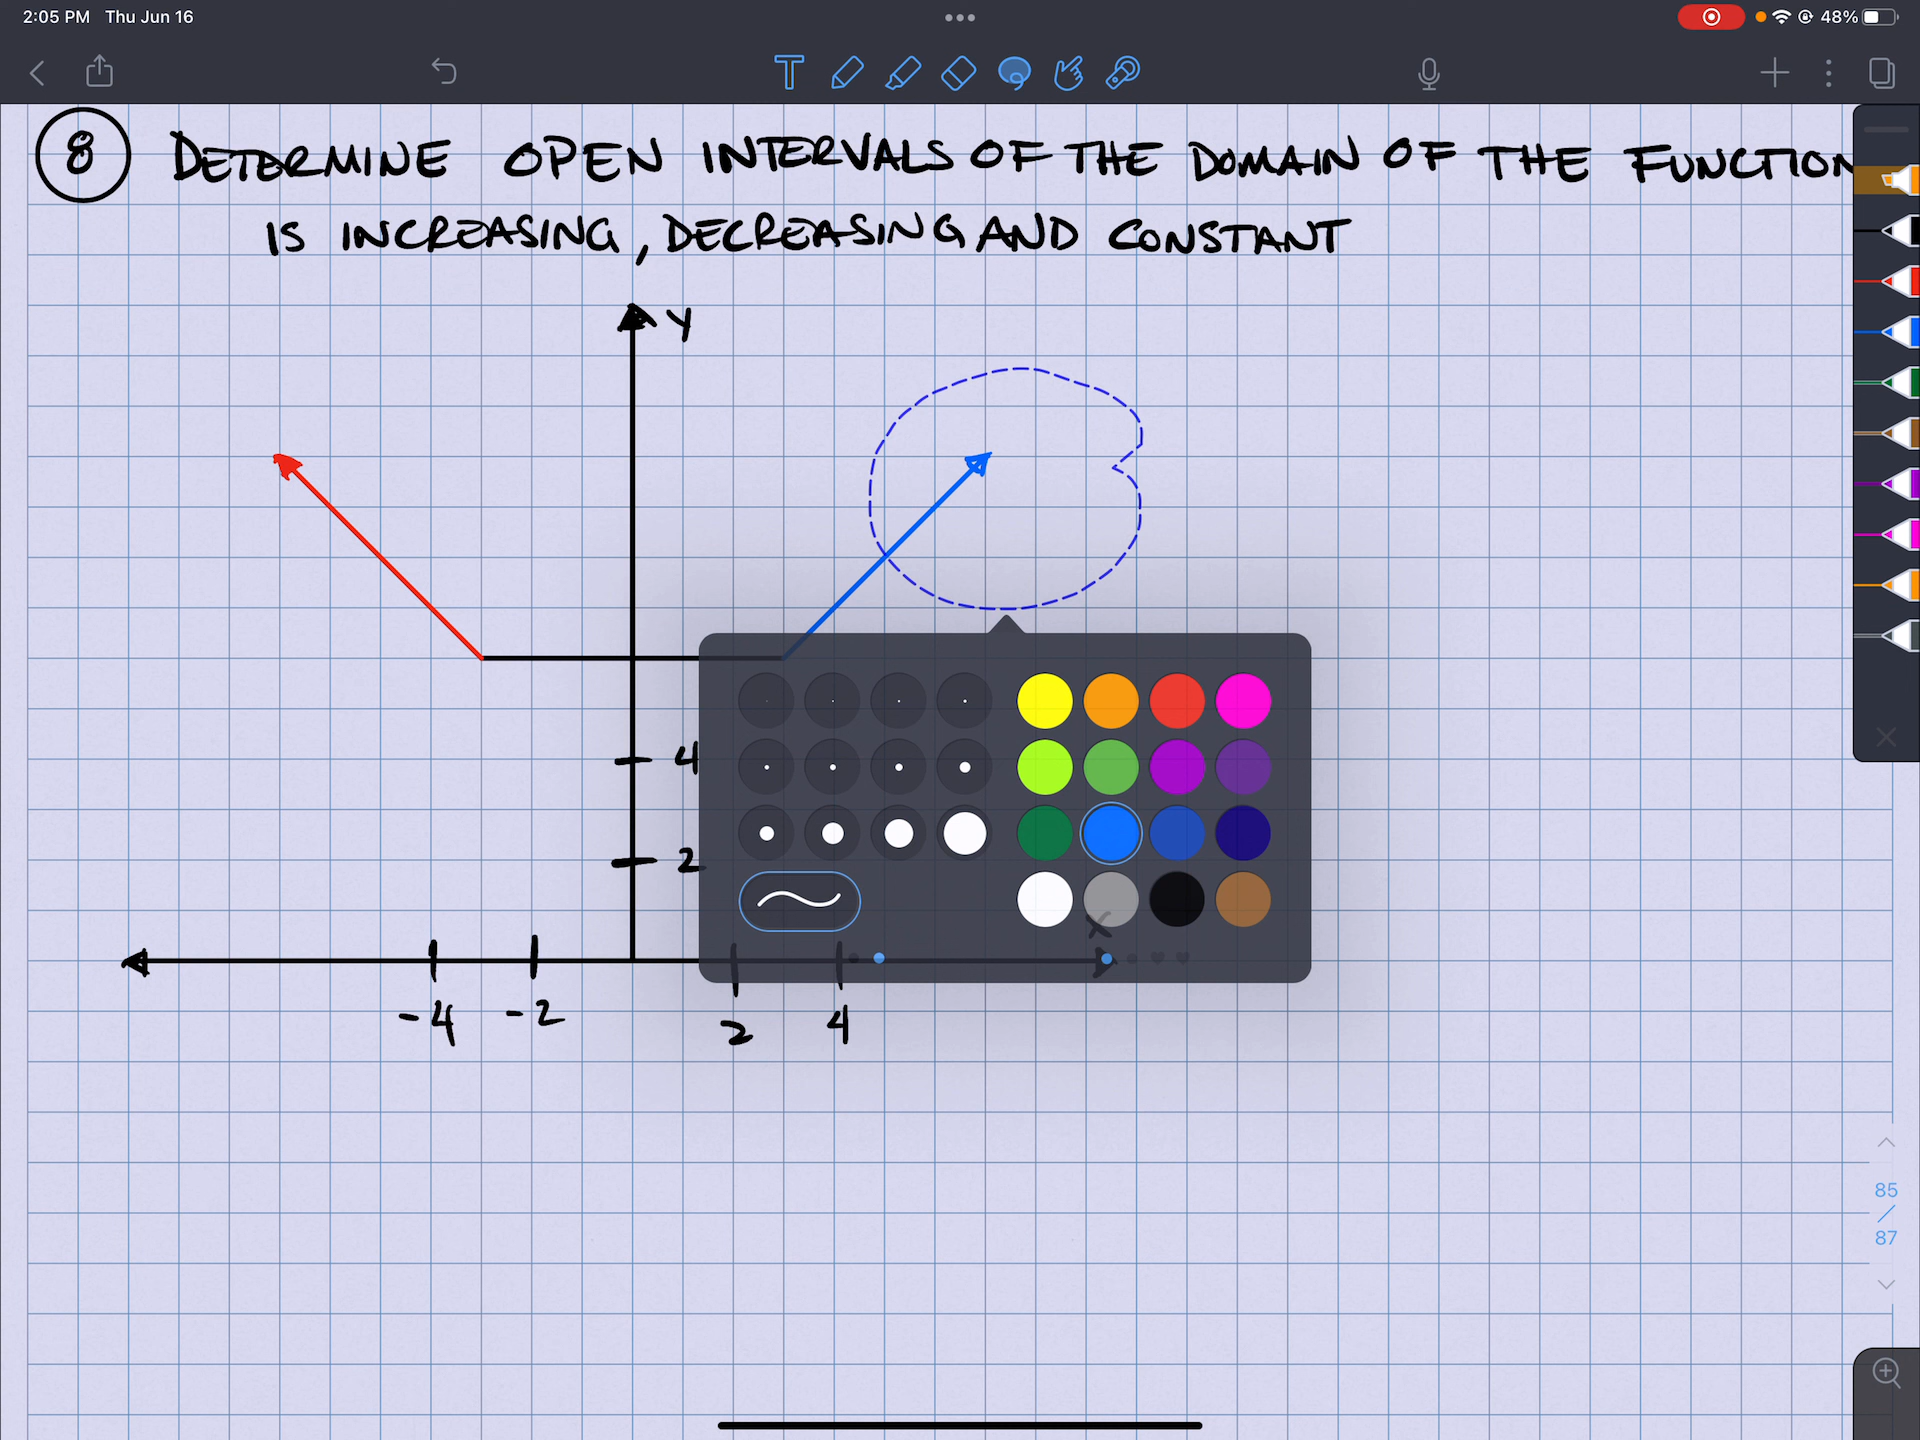 2:05 PM Thu Jun 16
48%
T
8 DETERMINE OPEN INTERVALS OF THE DOMAIN OF THE FUNCTION
IS INCREASING, DECREASING AND CONSTANT
Y
4
2
X
-4 -2 2 4
85
/
87